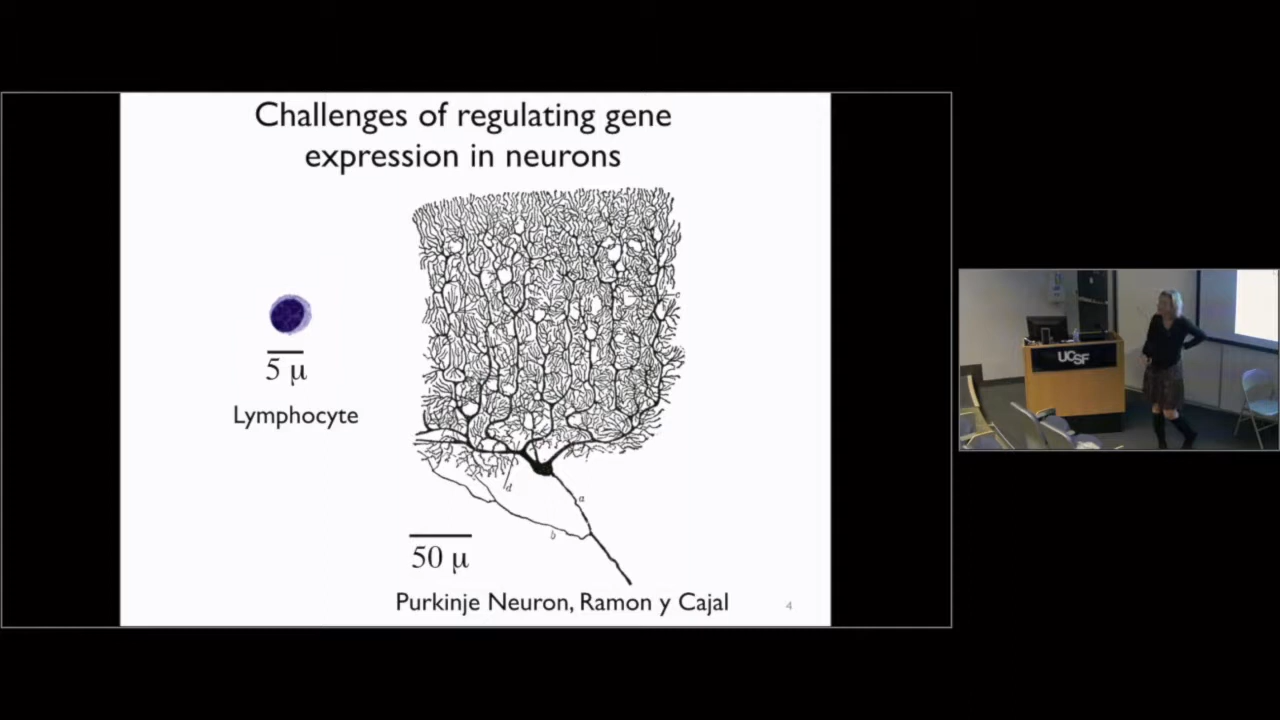 Challenges of regulating gene
expression in neurons
5 μ
Lymphocyte
c
d
a
b
50 μ
Purkinje Neuron, Ramon y Cajal
4
UCSF